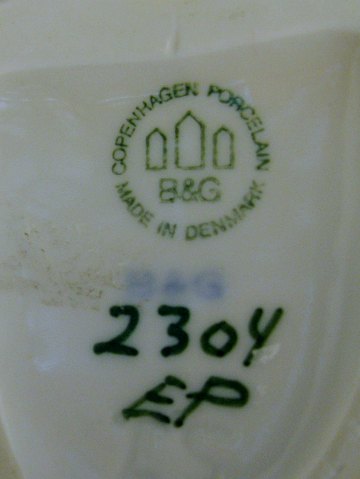 COPENHAGEN PORCELAIN
B&G
MADE IN DENMARK
B&G
2304
EP